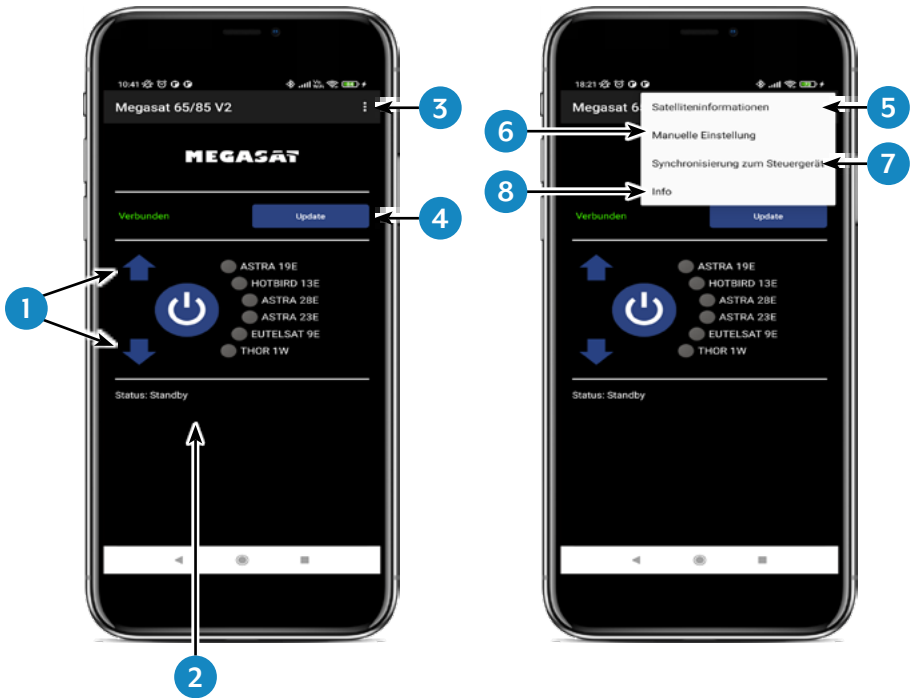 10:41
Megasat 65/85 V2
MEGASAT
Verbunden
Update
ASTRA 19E
HOTBIRD 13E
ASTRA 28E
ASTRA 23E
EUTELSAT 9E
THOR 1W
Status: Standby
1
2
3
4
18:21
Megasat 6
Satelliteninformationen
Manuelle Einstellung
Synchronisierung zum Steuergerät
Info
Verbunden
Update
ASTRA 19E
HOTBIRD 13E
ASTRA 28E
ASTRA 23E
EUTELSAT 9E
THOR 1W
Status: Standby
5
6
7
8